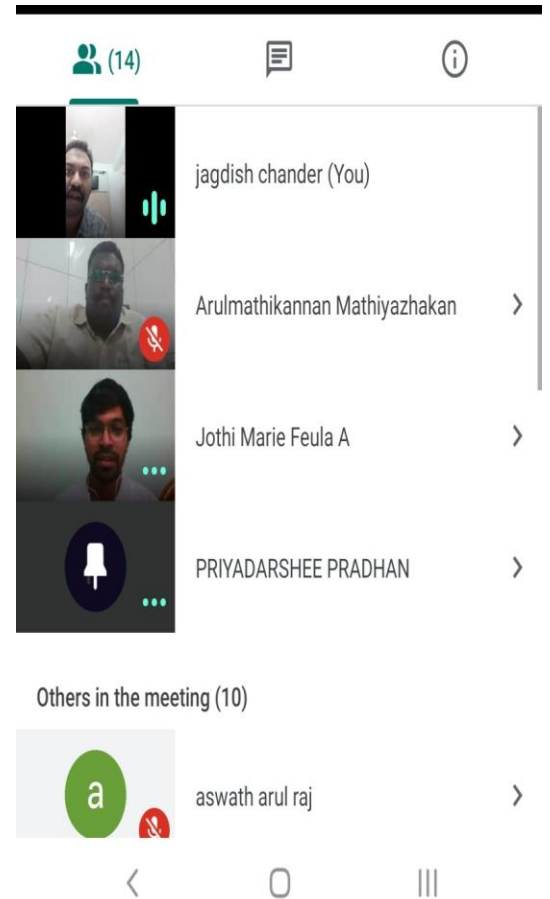 (14)
jagdish chander (You)
Arulmathikannan Mathiyazhakan
Jothi Marie Feula A
PRIYADARSHEE PRADHAN
Others in the meeting (10)
a
aswath arul raj